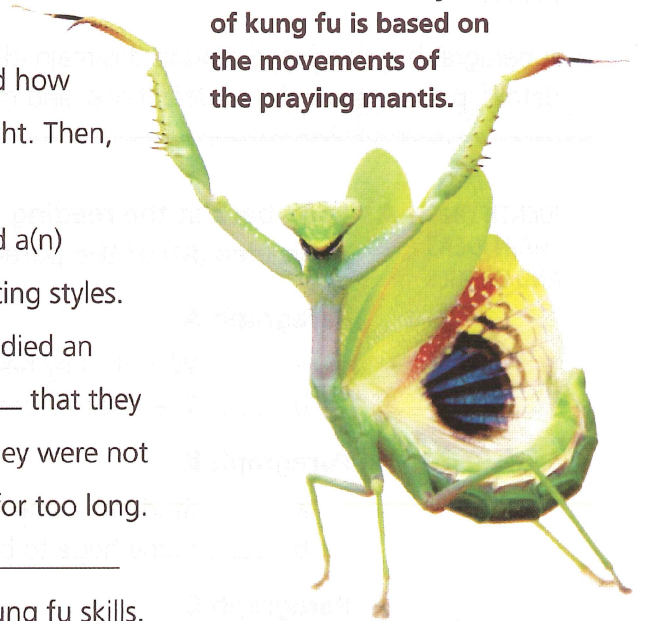 of kung fu is based on
the movements of
the praying mantis.
d how
ht. Then,
d a(n)
ting styles.
died an
that they
ey were not
for too long.
ung fu skills.